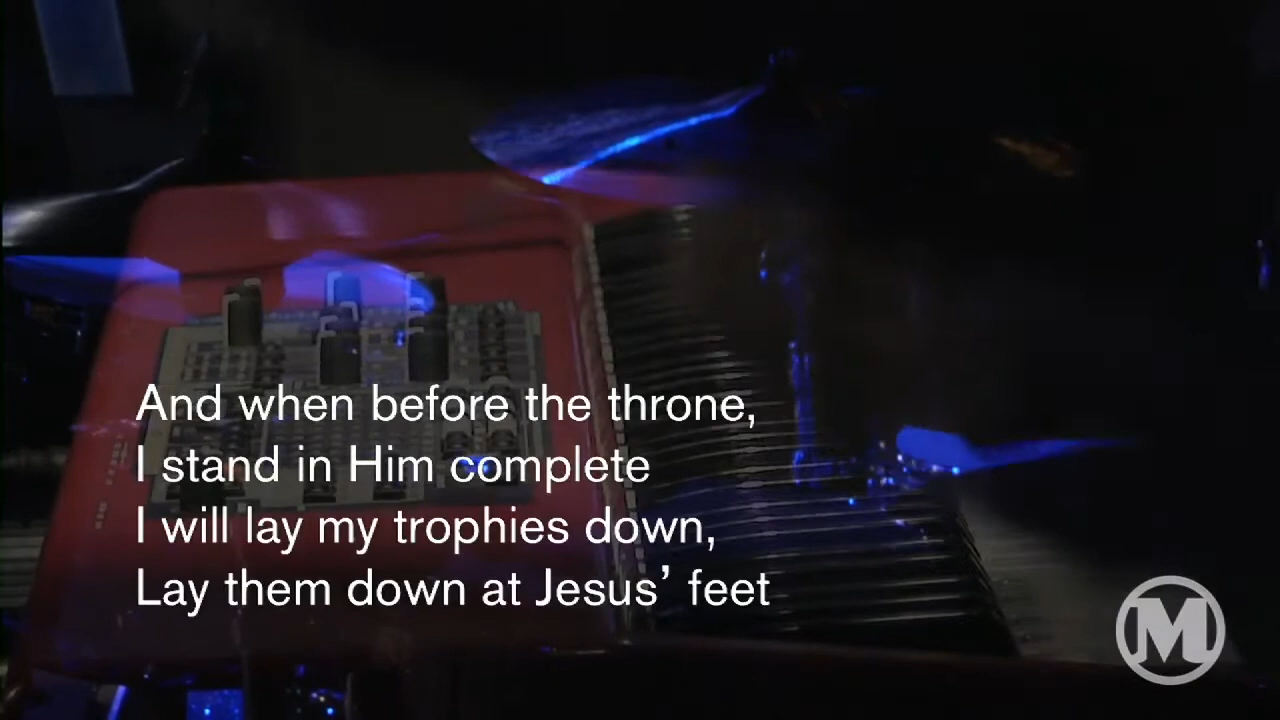 And when before the throne,
I stand in Him complete
I will lay my trophies down,
Lay them down at Jesus’ feet
M